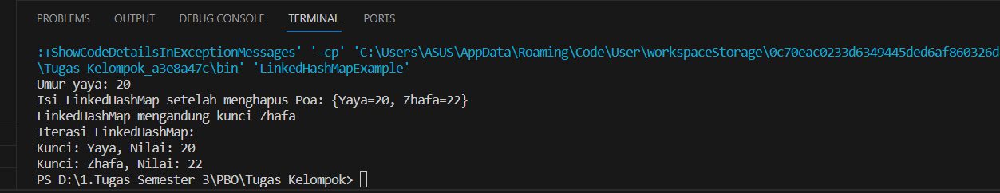 PROBLEMS OUTPUT DEBUG CONSOLE TERMINAL PORTS
:+ShowCodeDetailsInExceptionMessages' '-cp' 'C:\Users\ASUS\AppData\Roaming\Code\User\workspaceStorage\0c70eac0233d6349445ded6af860326d
\Tugas Kelompok_a3e8a47c\bin' 'LinkedHashMapExample'
Umur yaya: 20
Isi LinkedHashMap setelah menghapus Poa: {Yaya=20, Zhafa=22}
LinkedHashMap mengandung kunci Zhafa
Iterasi LinkedHashMap:
Kunci: Yaya, Nilai: 20
Kunci: Zhafa, Nilai: 22
PS D:\1.Tugas Semester 3\PBO\Tugas Kelompok>